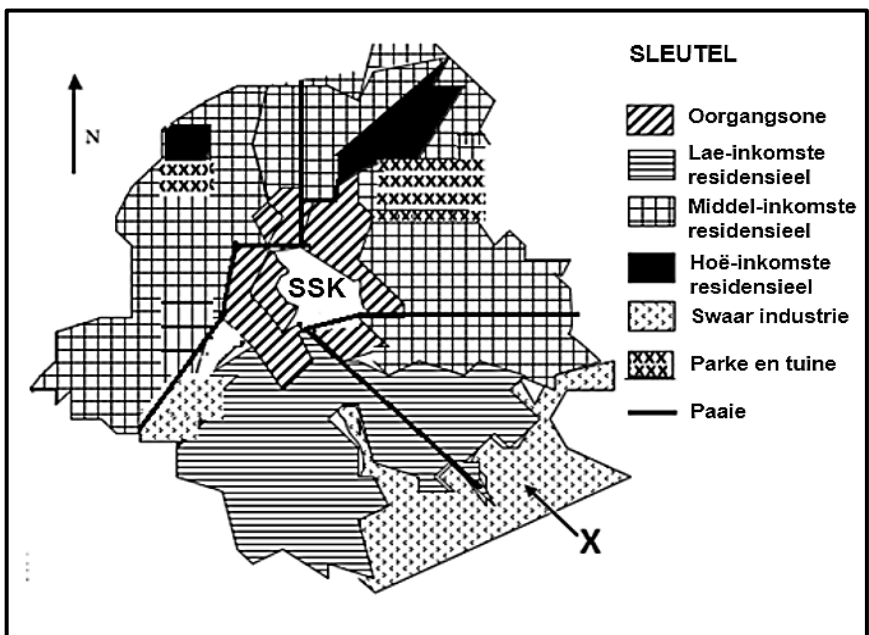 N
SSK
X
SLEUTEL
Oorgangsone
Lae-inkomste
residensieel
Middel-inkomste
residensieel
Hoë-inkomste
residensieel
Swaar industrie
Parke en tuine
Paaie